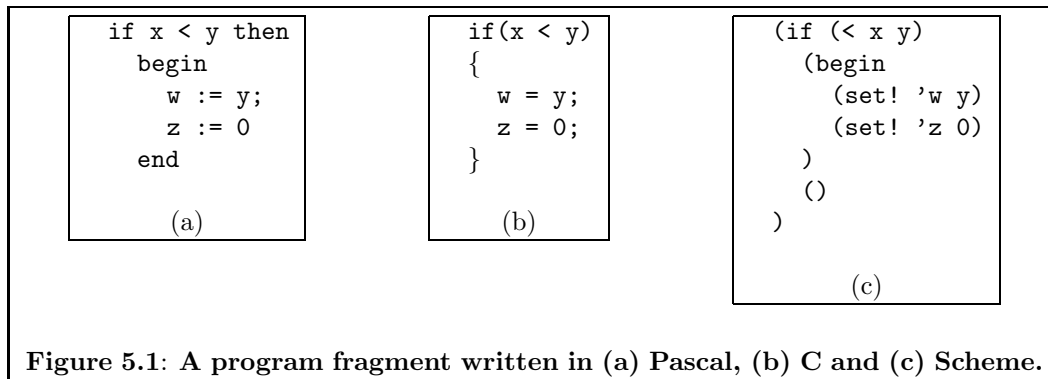 if x < y then
  begin
    w := y;
    z := 0
  end
(a)
if(x < y)
{
  w = y;
  z = 0;
}
(b)
(if (< x y)
  (begin
    (set! ’w y)
    (set! ’z 0)
  )
  ()
)
(c)
Figure 5.1: A program fragment written in (a) Pascal, (b) C and (c) Scheme.